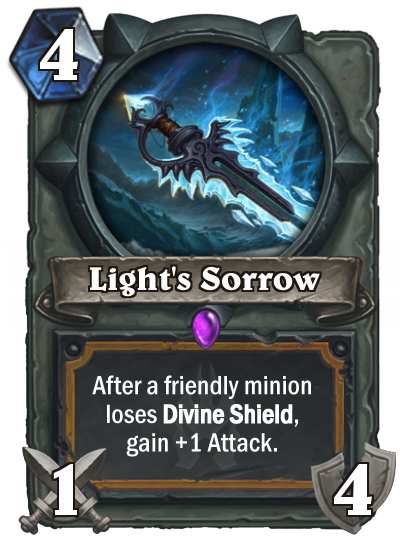 4
Light's Sorrow
After a friendly minion
loses Divine Shield,
gain +1 Attack.
1
4